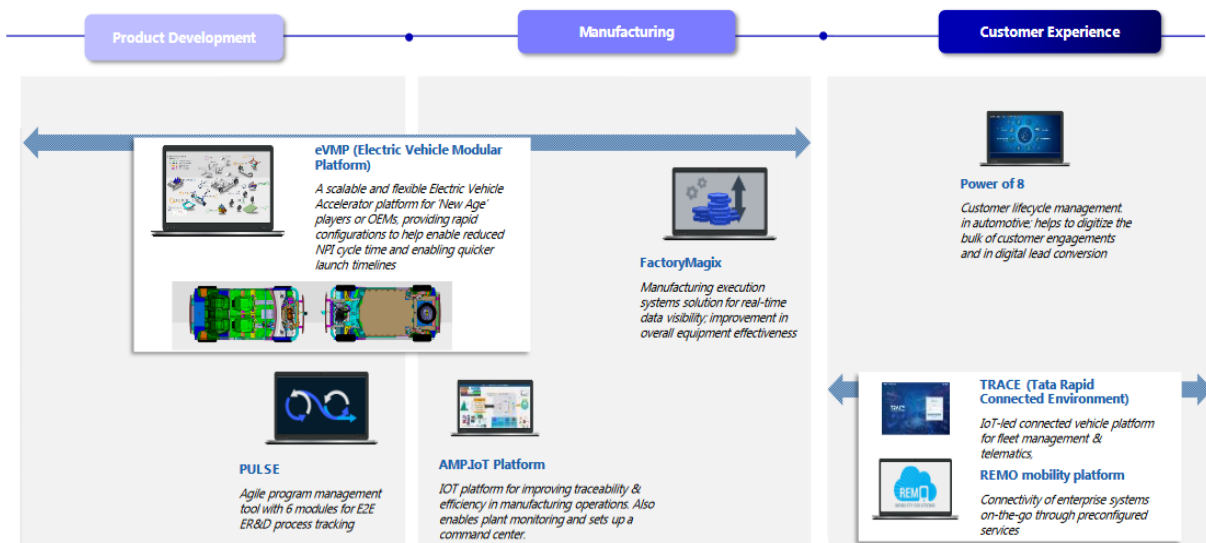 Product Development
Manufacturing
Customer Experience
eVMP (Electric Vehicle Modular
Platform)
A scalable and flexible Electric Vehicle
Accelerator platform for 'New Age'
players or OEMs, providing rapid
configurations to help enable reduced
NPI cycle time and enabling quicker
launch timelines
FactoryMagix
Manufacturing execution
systems solution for real-time
data visibility; improvement in
overall equipment effectiveness
Power of 8
Customer lifecycle management
in automotive; helps to digitize the
bulk of customer engagements
and in digital lead conversion
PULSE
Agile program management
tool with 6 modules for E2E
ER&D process tracking
AMP.IoT Platform
IOT platform for improving traceability &
efficiency in manufacturing operations. Also
enables plant monitoring and sets up a
command center.
TRACE (Tata Rapid
Connected Environment)
IoT-led connected vehicle platform
for fleet management &
telematics,
REMO mobility platform
Connectivity of enterprise systems
on-the-go through preconfigured
services
REMO